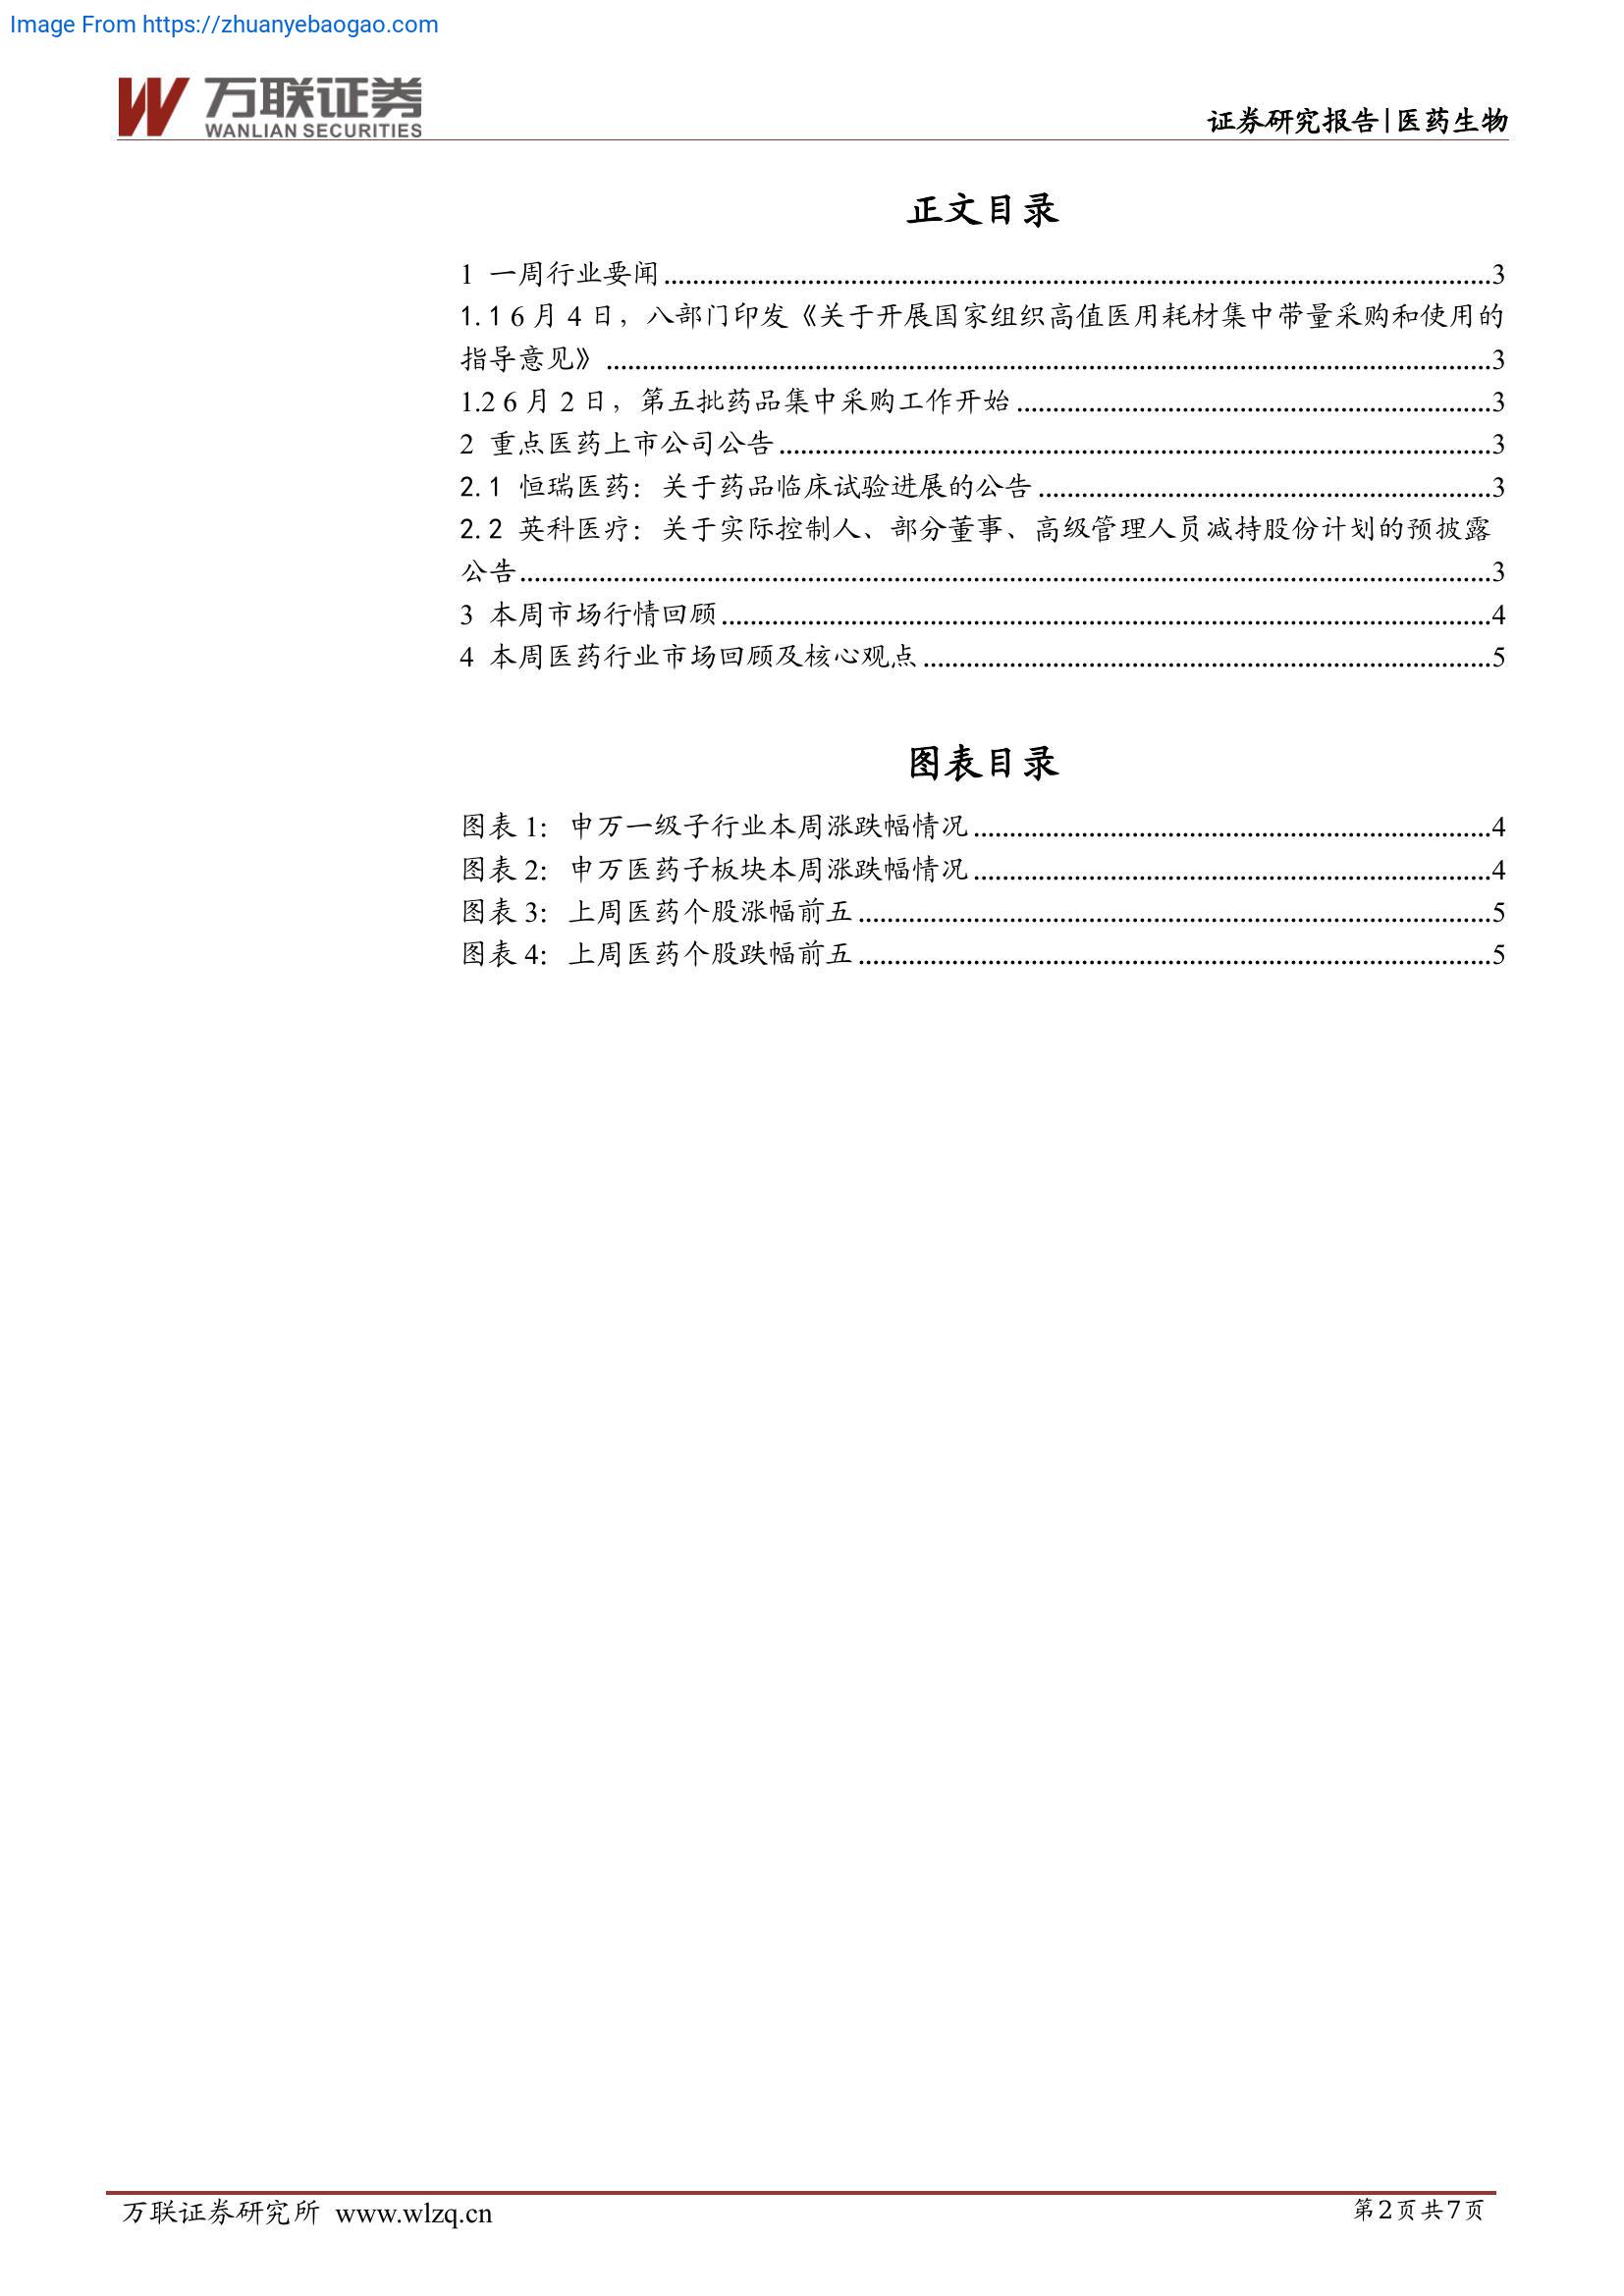 Image From https://zhuanyebaogao.com
万联证券
WANLIAN SECURITIES
证券研究报告|医药生物
正文目录
1 一周行业要闻..........3
1.1 6 月 4 日，八部门印发《关于开展国家组织高值医用耗材集中带量采购和使用的
指导意见》..........3
1.2 6 月 2 日，第五批药品集中采购工作开始..........3
2 重点医药上市公司公告..........3
2.1 恒瑞医药：关于药品临床试验进展的公告..........3
2.2 英科医疗：关于实际控制人、部分董事、高级管理人员减持股份计划的预披露
公告..........3
3 本周市场行情回顾..........4
4 本周医药行业市场回顾及核心观点..........5
图表目录
图表 1：申万一级子行业本周涨跌幅情况..........4
图表 2：申万医药子板块本周涨跌幅情况..........4
图表 3：上周医药个股涨幅前五..........5
图表 4：上周医药个股跌幅前五..........5
万联证券研究所 www.wlzq.cn
第2页共7页